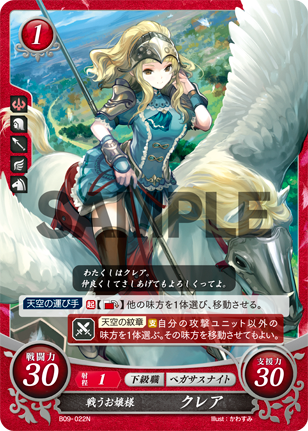 1
SAMPLE
わたくしはクレア。
仲良くしてさしあげてもよろしくってよ。
天空の運び手 起【 】他の味方を1体選び、移動させる。
天空の紋章 支 自分の攻撃ユニット以外の
味方を1体選ぶ。その味方を移動させてもよい。
戦闘力
30
射程 1
下級職
ペガサスナイト
支援力
30
戦うお嬢様 クレア
B09-022N
Illust:かわすみ